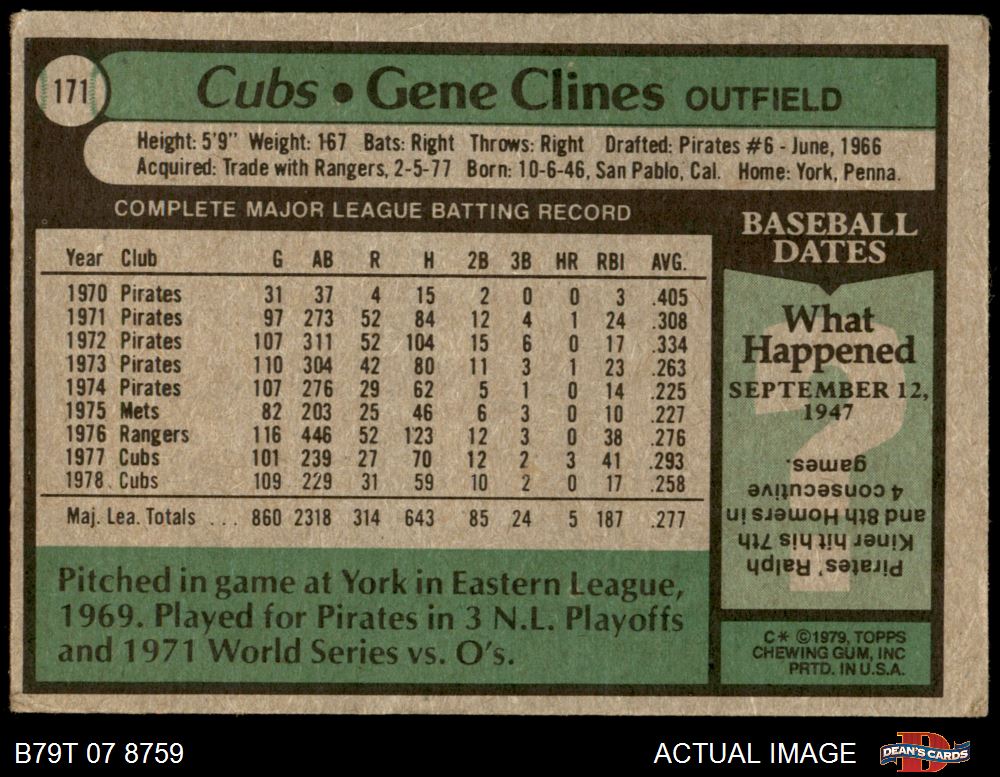 171
Cubs • Gene Clines OUTFIELD
Height: 5'9" Weight: 167 Bats: Right Throws: Right Drafted: Pirates #6 - June, 1966
Acquired: Trade with Rangers, 2-5-77 Born: 10-6-46, San Pablo, Cal. Home: York, Penna.
COMPLETE MAJOR LEAGUE BATTING RECORD
Year Club G AB R H 2B 3B HR RBI AVG.
1970 Pirates 31 37 4 15 2 0 0 3 .405
1971 Pirates 97 273 52 84 12 4 1 24 .308
1972 Pirates 107 311 52 104 15 6 0 17 .334
1973 Pirates 110 304 42 80 11 3 1 23 .263
1974 Pirates 107 276 29 62 5 1 0 14 .225
1975 Mets 82 203 25 46 6 3 0 10 .227
1976 Rangers 116 446 52 123 12 3 0 38 .276
1977 Cubs 101 239 27 70 12 2 3 41 .293
1978 Cubs 109 229 31 59 10 2 0 17 .258
Maj. Lea. Totals ... 860 2318 314 643 85 24 5 187 .277
Pitched in game at York in Eastern League,
1969. Played for Pirates in 3 N.L. Playoffs
and 1971 World Series vs. O's.
BASEBALL
DATES
What
Happened
SEPTEMBER 12,
1947
Pirates' Ralph
Kiner hit his 7th
and 8th Homers in
4 consecutive
games.
C* ©1979, TOPPS
CHEWING GUM, INC
PRTD. IN U.S.A.
B79T 07 8759
ACTUAL IMAGE
DEAN'S CARDS